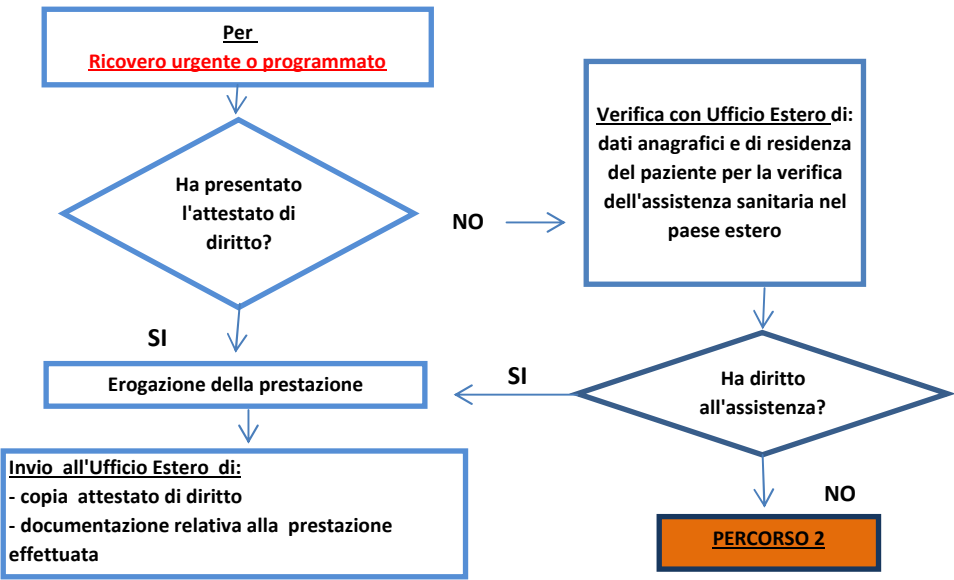 Per
Ricovero urgente o programmato
Ha presentato
l'attestato di
diritto?
NO
Verifica con Ufficio Estero di:
dati anagrafici e di residenza
del paziente per la verifica
dell'assistenza sanitaria nel
paese estero
SI
Erogazione della prestazione
SI
Ha diritto
all'assistenza?
Invio all'Ufficio Estero di:
- copia attestato di diritto
- documentazione relativa alla prestazione
effettuata
NO
PERCORSO 2